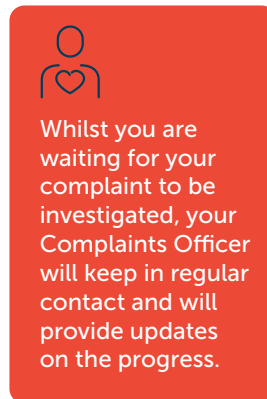 Whilst you are
waiting for your
complaint to be
investigated, your
Complaints Officer
will keep in regular
contact and will
provide updates
on the progress.